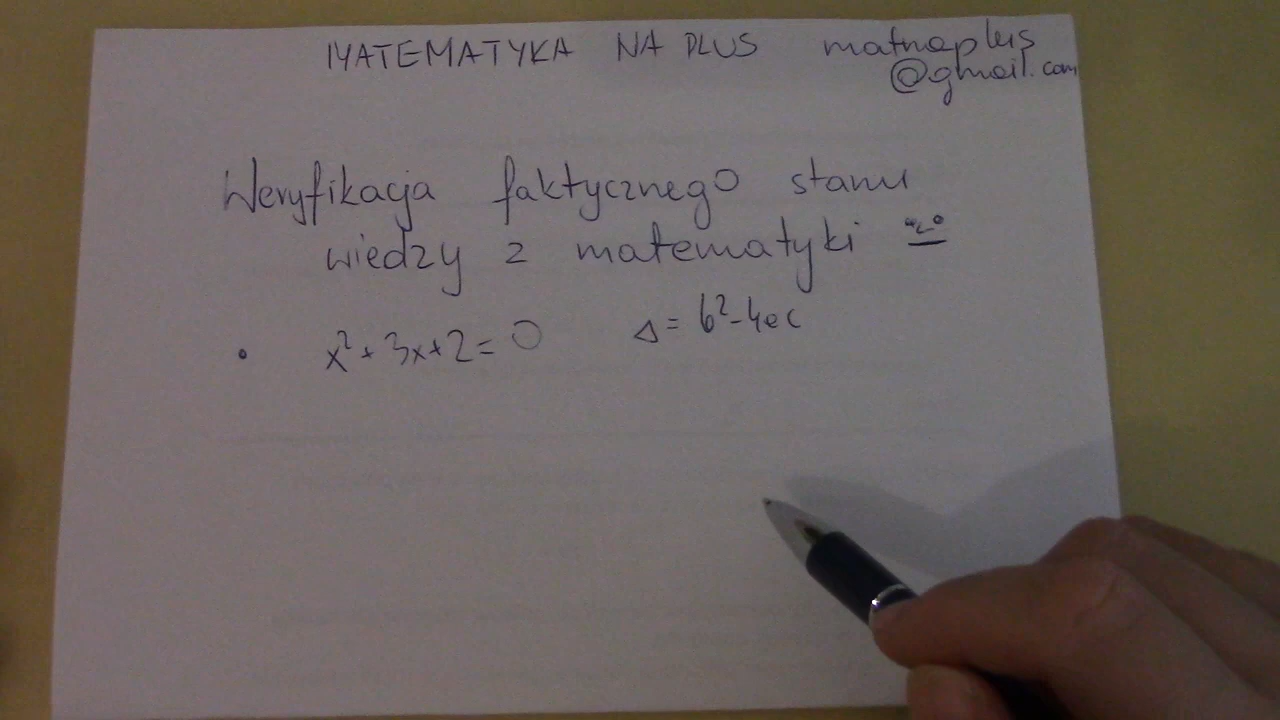 MATEMATYKA NA PLUS matnaplus
@gmail.com
Weryfikacja faktycznego stanu
wiedzy z matematyki
• x²+3x+2=0 Δ=b²-4ac